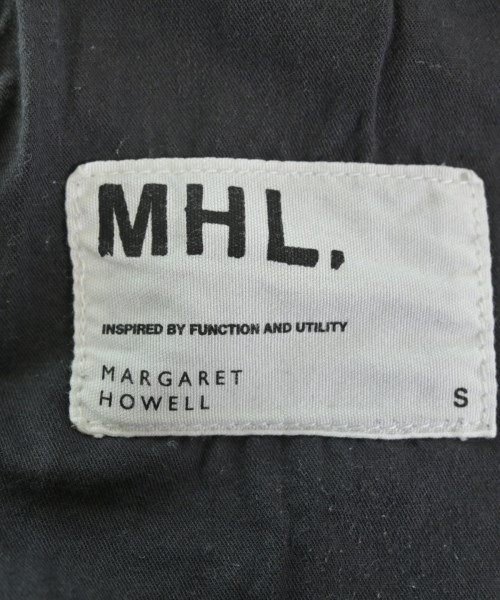 MHL.
INSPIRED BY FUNCTION AND UTILITY
MARGARET
HOWELL
S